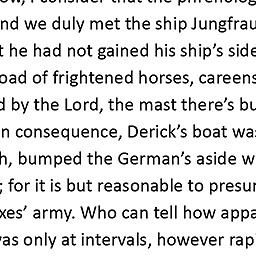 I consider that the phrenolog
nd we duly met the ship Jungfrau
t he had not gained his ship’s side
oad of frightened horses, careens
d by the Lord, the mast there’s bu
n consequence, Derick’s boat was
h, bumped the German’s aside w
; for it is but reasonable to presur
xes’ army. Who can tell how appa
vas only at intervals, however rap